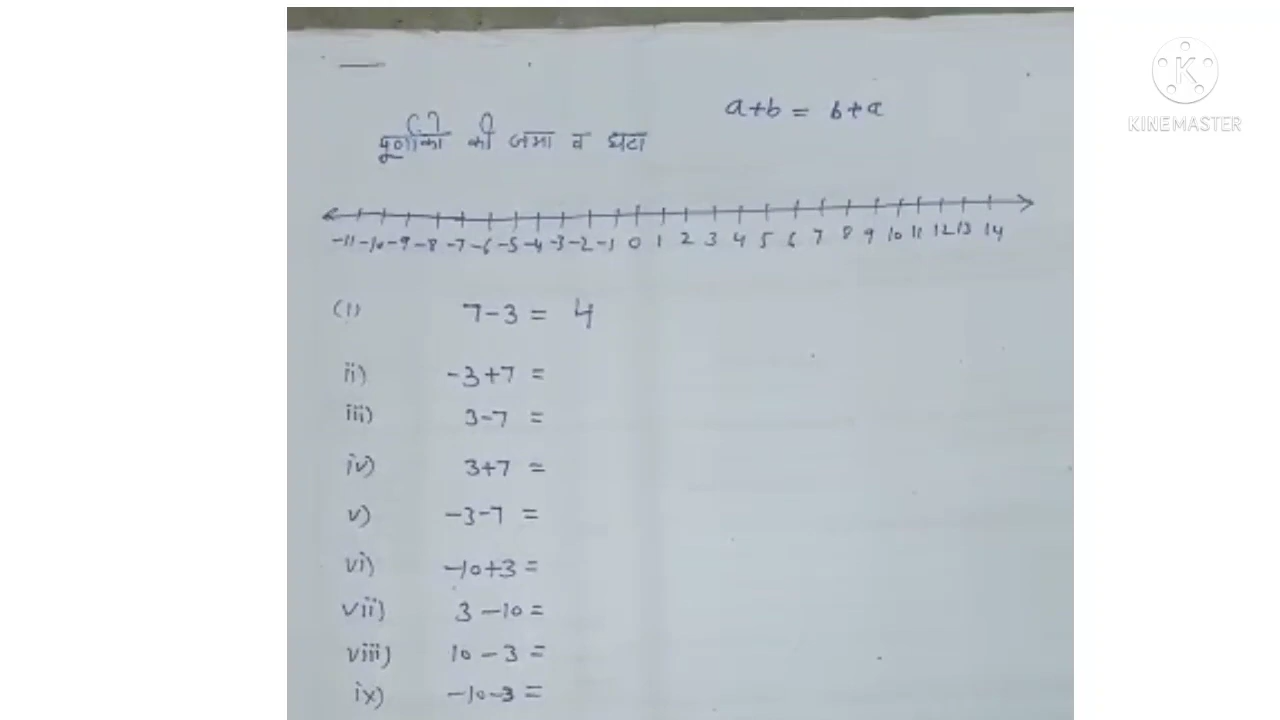 a+b = b+a
पूर्णांकों की जमा व घटा
-11 -10 -9 -8 -7 -6 -5 -4 -3 -2 -1 0 1 2 3 4 5 6 7 8 9 10 11 12 13 14
(i) 7-3 = 4
ii) -3+7 =
iii) 3-7 =
iv) 3+7 =
v) -3-7 =
vi) -10+3 =
vii) 3-10 =
viii) 10-3 =
ix) -10-3 =
KINEMASTER